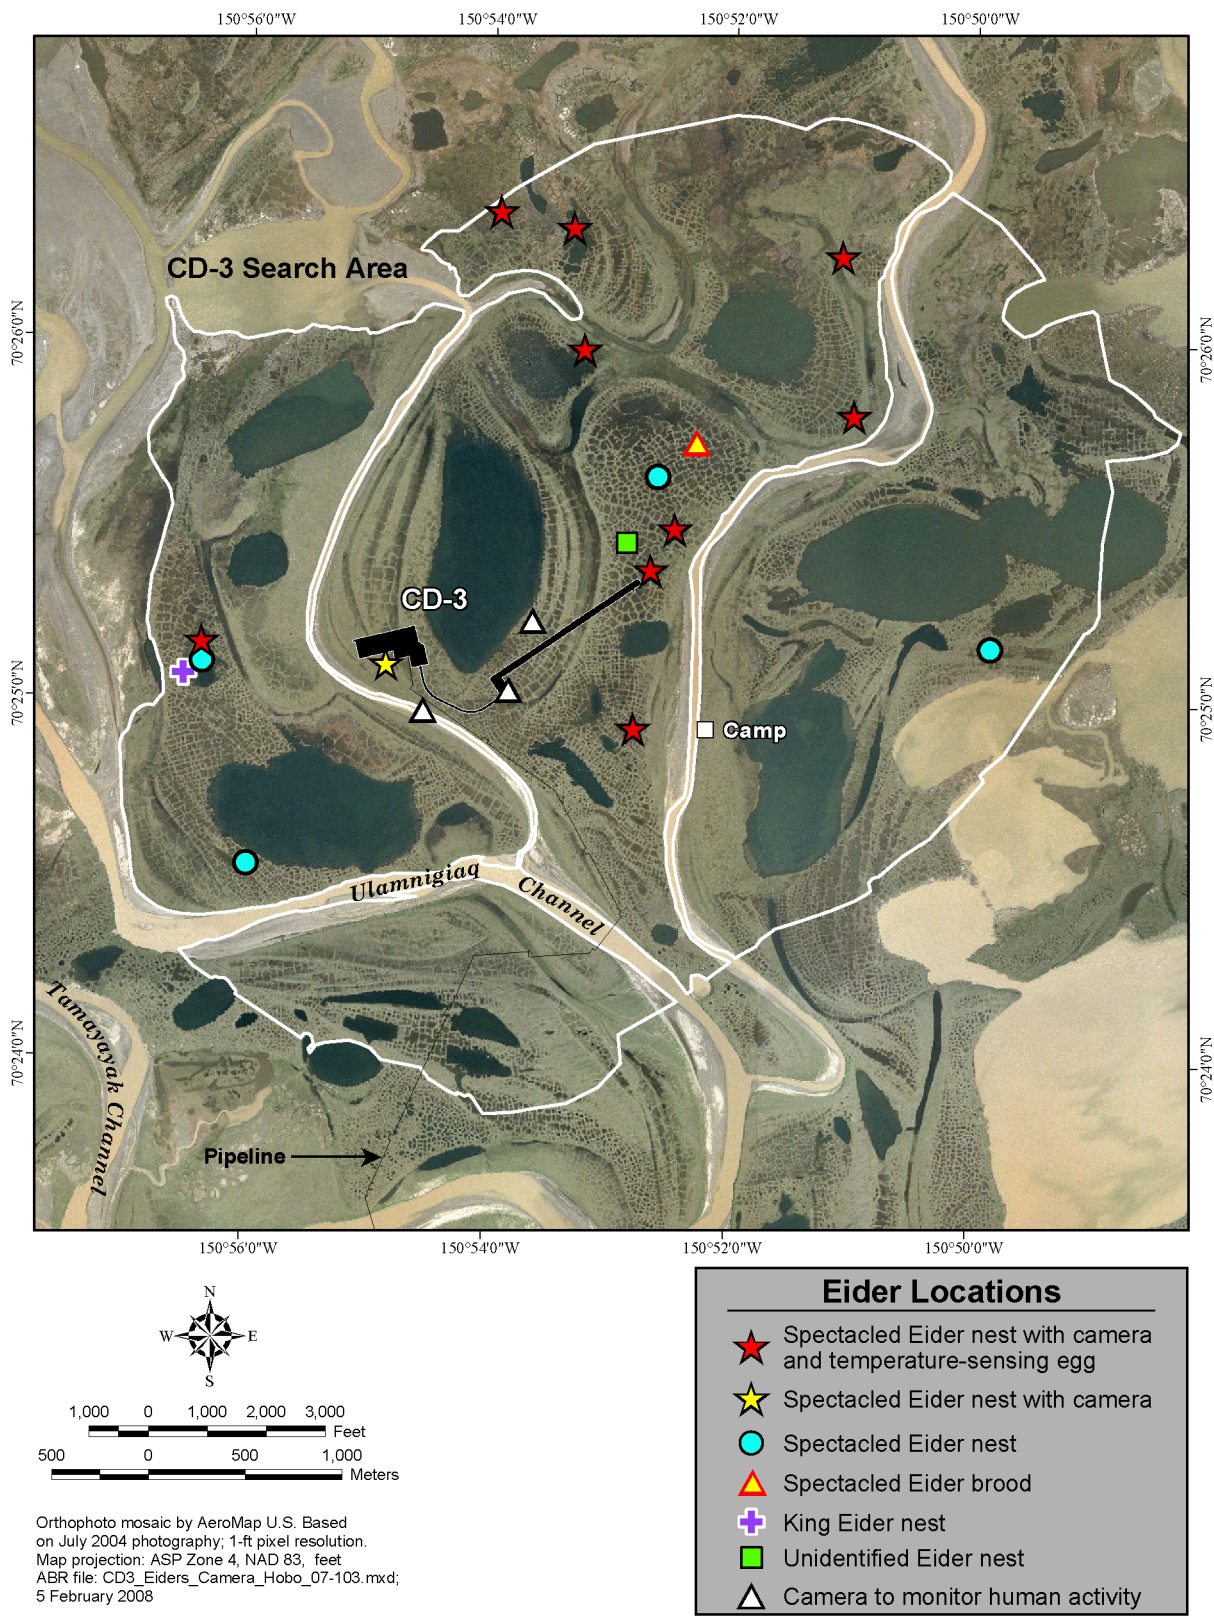 150°56'0"W
150°54'0"W
150°52'0"W
150°50'0"W
CD-3 Search Area
70°26'0"N
70°26'0"N
CD-3
70°25'0"N
70°25'0"N
Camp
Ulamnigiaq
Channel
Tamayayak Channel
70°24'0"N
70°24'0"N
Pipeline
150°56'0"W
150°54'0"W
150°52'0"W
150°50'0"W
N
W
E
S
1,000 0 1,000 2,000 3,000
Feet
500 0 500 1,000
Meters
Orthophoto mosaic by AeroMap U.S. Based
on July 2004 photography; 1-ft pixel resolution.
Map projection: ASP Zone 4, NAD 83, feet
ABR file: CD3_Eiders_Camera_Hobo_07-103.mxd;
5 February 2008
Eider Locations
Spectacled Eider nest with camera
and temperature-sensing egg
Spectacled Eider nest with camera
Spectacled Eider nest
Spectacled Eider brood
King Eider nest
Unidentified Eider nest
Camera to monitor human activity